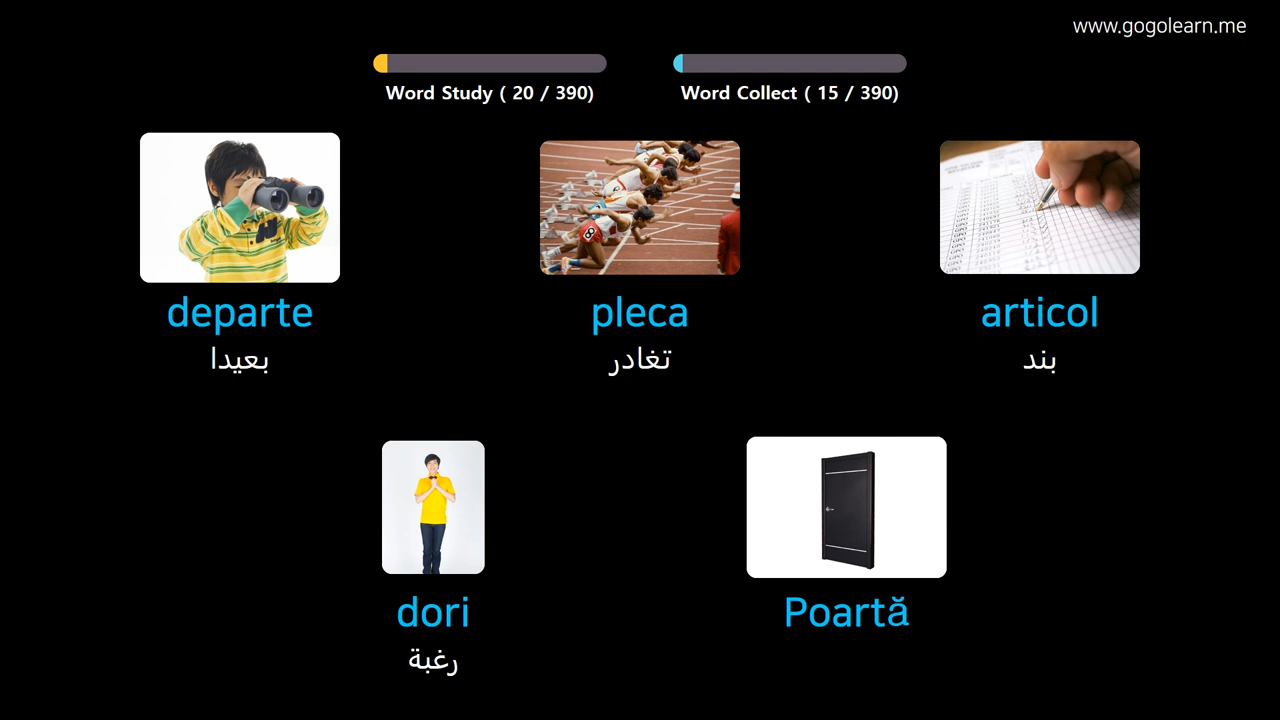 www.gogolearn.me
Word Study ( 20 / 390)
Word Collect ( 15 / 390)
departe
بعيدا
pleca
تغادر
articol
بند
dori
رغبة
Poartă